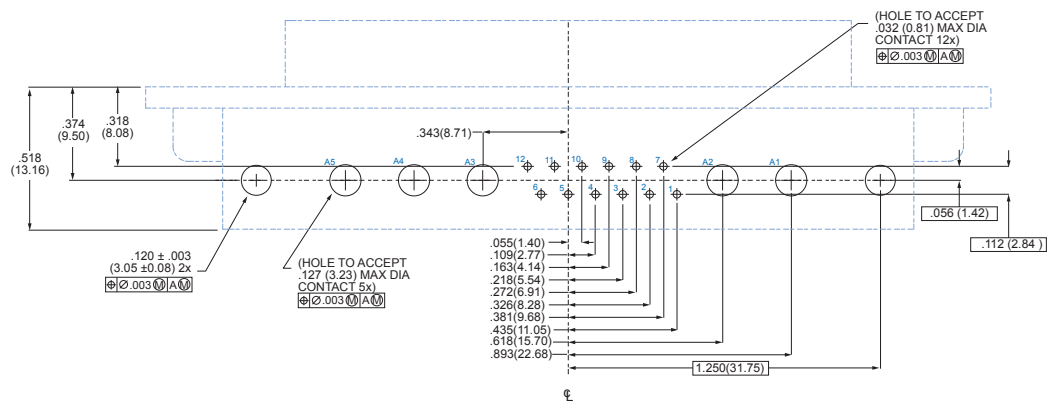 (HOLE TO ACCEPT
.032 (0.81) MAX DIA
CONTACT 12x)
⌖ Ø.003 Ⓜ A Ⓜ
.374
(9.50)
.318
(8.08)
.518
(13.16)
.343(8.71)
A5 A4 A3 12 11 10 9 8 7 A2 A1
6 5 4 3 2 1
.056 (1.42)
.112 (2.84 )
.120 ± .003
(3.05 ±0.08) 2x
⌖ Ø.003 Ⓜ A Ⓜ
(HOLE TO ACCEPT
.127 (3.23) MAX DIA
CONTACT 5x)
⌖ Ø.003 Ⓜ A Ⓜ
.055(1.40)
.109(2.77)
.163(4.14)
.218(5.54)
.272(6.91)
.326(8.28)
.381(9.68)
.435(11.05)
.618(15.70)
.893(22.68)
1.250(31.75)
℄